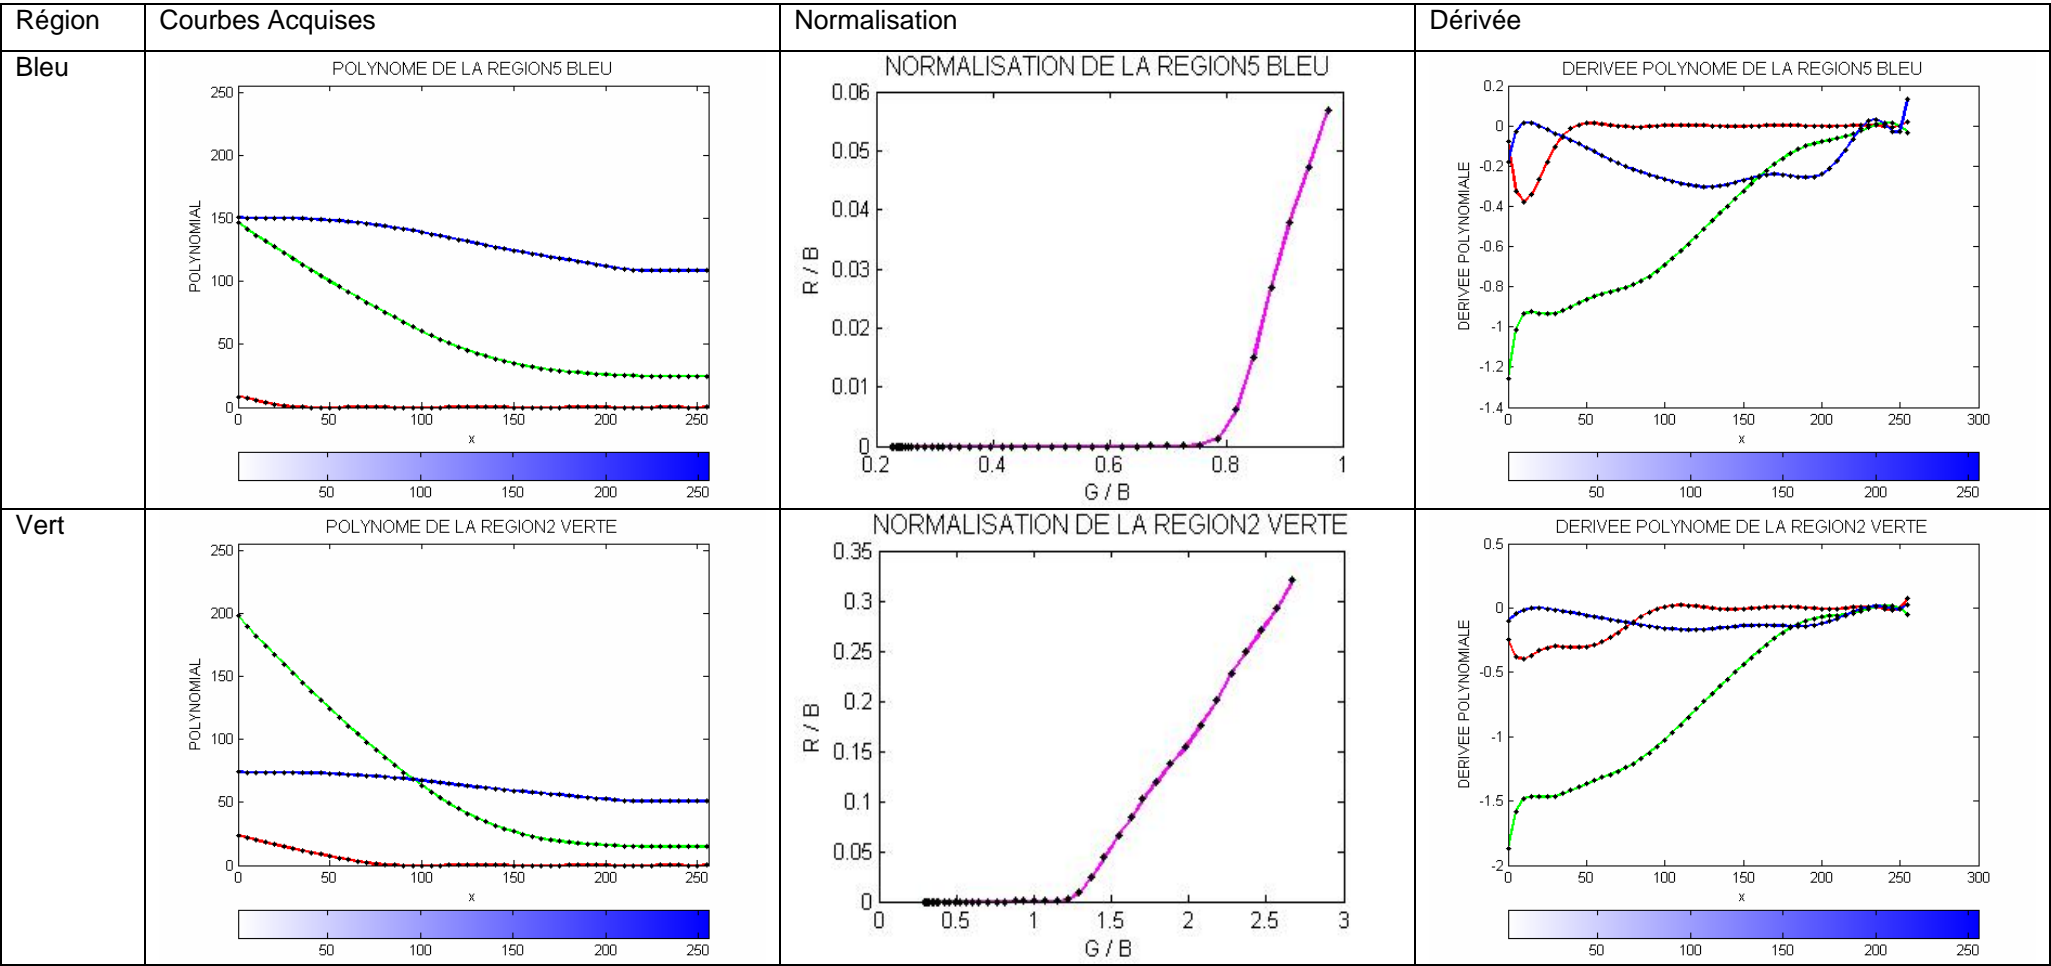 Région Courbes Acquises Normalisation Dérivée
Bleu
POLYNOME DE LA REGION5 BLEU
250
200
150
100
50
0
POLYNOMIAL
0 50 100 150 200 250
x
50 100 150 200 250
NORMALISATION DE LA REGION5 BLEU
0.06
0.05
0.04
0.03
0.02
0.01
0
R / B
0.2 0.4 0.6 0.8 1
G / B
DERIVEE POLYNOME DE LA REGION5 BLEU
0.2
0
-0.2
-0.4
-0.6
-0.8
-1
-1.2
-1.4
DERIVEE POLYNOMIALE
0 50 100 150 200 250 300
x
50 100 150 200 250
Vert
POLYNOME DE LA REGION2 VERTE
250
200
150
100
50
0
POLYNOMIAL
0 50 100 150 200 250
x
50 100 150 200 250
NORMALISATION DE LA REGION2 VERTE
0.35
0.3
0.25
0.2
0.15
0.1
0.05
0
R / B
0 0.5 1 1.5 2 2.5 3
G / B
DERIVEE POLYNOME DE LA REGION2 VERTE
0.5
0
-0.5
-1
-1.5
-2
DERIVEE POLYNOMIALE
0 50 100 150 200 250 300
x
50 100 150 200 250